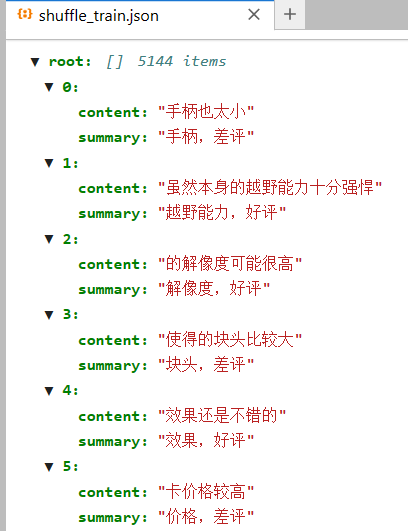 shuffle_train.json
root: [] 5144 items
0:
content: "手柄也太小"
summary: "手柄，差评"
1:
content: "虽然本身的越野能力十分强悍"
summary: "越野能力，好评"
2:
content: "的解像度可能很高"
summary: "解像度，好评"
3:
content: "使得的块头比较大"
summary: "块头，差评"
4:
content: "效果还是不错的"
summary: "效果，好评"
5:
content: "卡价格较高"
summary: "价格，差评"